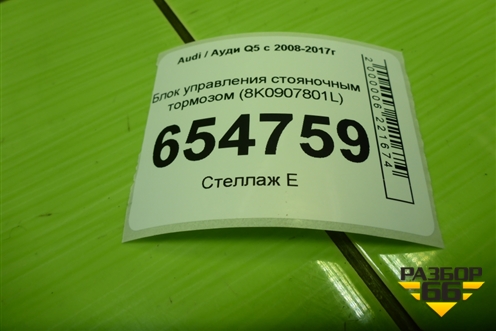 Audi / Ауди Q5 с 2008-2017г
Блок управления стояночным
тормозом (8K0907801L)
654759
Стеллаж Е
2000006221674
РАЗБОР
66